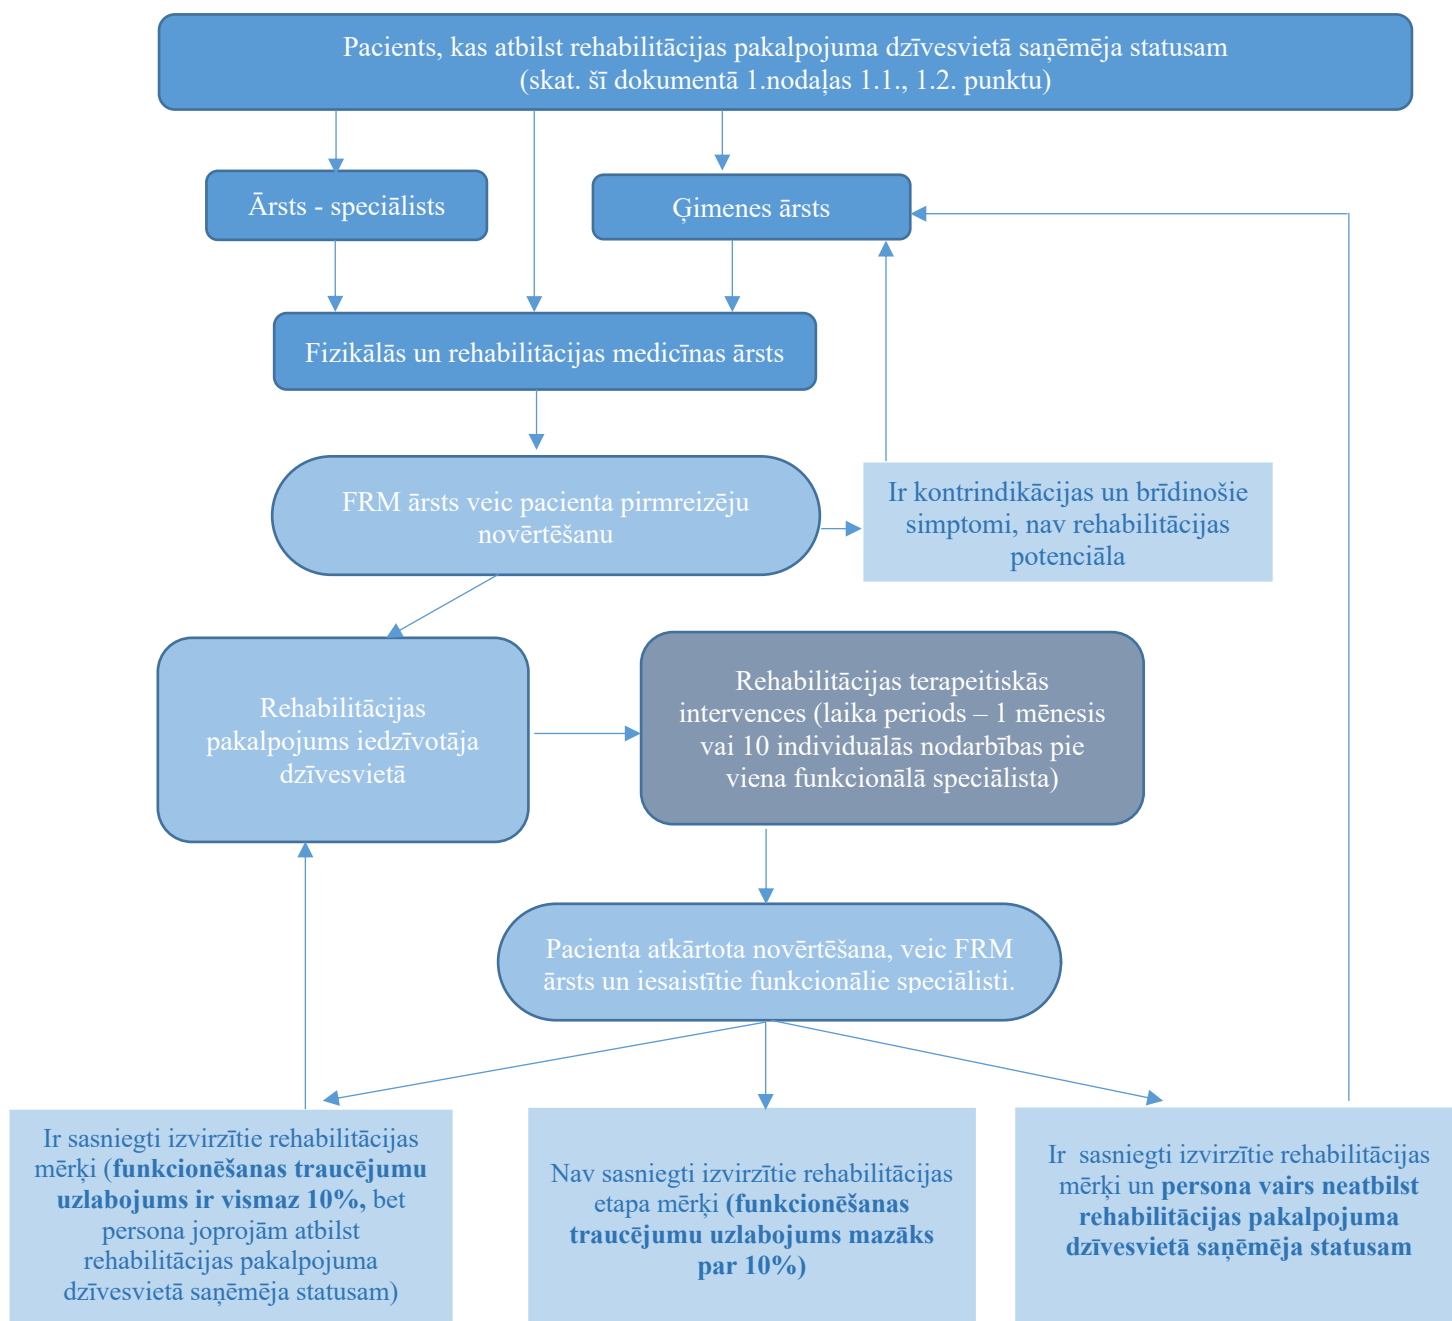 Pacients, kas atbilst rehabilitācijas pakalpojuma dzīvesvietā saņēmēja statusam
(skat. šī dokumentā 1.nodaļas 1.1., 1.2. punktu)
Ārsts - speciālists
Ģimenes ārsts
Fizikālās un rehabilitācijas medicīnas ārsts
FRM ārsts veic pacienta pirmreizēju
novērtēšanu
Ir kontrindikācijas un brīdinošie
simptomi, nav rehabilitācijas
potenciāla
Rehabilitācijas
pakalpojums iedzīvotāja
dzīvesvietā
Rehabilitācijas terapeitiskās
intervences (laika periods – 1 mēnesis
vai 10 individuālās nodarbības pie
viena funkcionālā speciālista)
Pacienta atkārtota novērtēšana, veic FRM
ārsts un iesaistītie funkcionālie speciālisti.
Ir sasniegti izvirzītie rehabilitācijas
mērķi (funkcionēšanas traucējumu
uzlabojums ir vismaz 10%, bet
persona joprojām atbilst
rehabilitācijas pakalpojuma
dzīvesvietā saņēmēja statusam)
Nav sasniegti izvirzītie rehabilitācijas
etapa mērķi (funkcionēšanas
traucējumu uzlabojums mazāks
par 10%)
Ir sasniegti izvirzītie rehabilitācijas
mērķi un persona vairs neatbilst
rehabilitācijas pakalpojuma
dzīvesvietā saņēmēja statusam